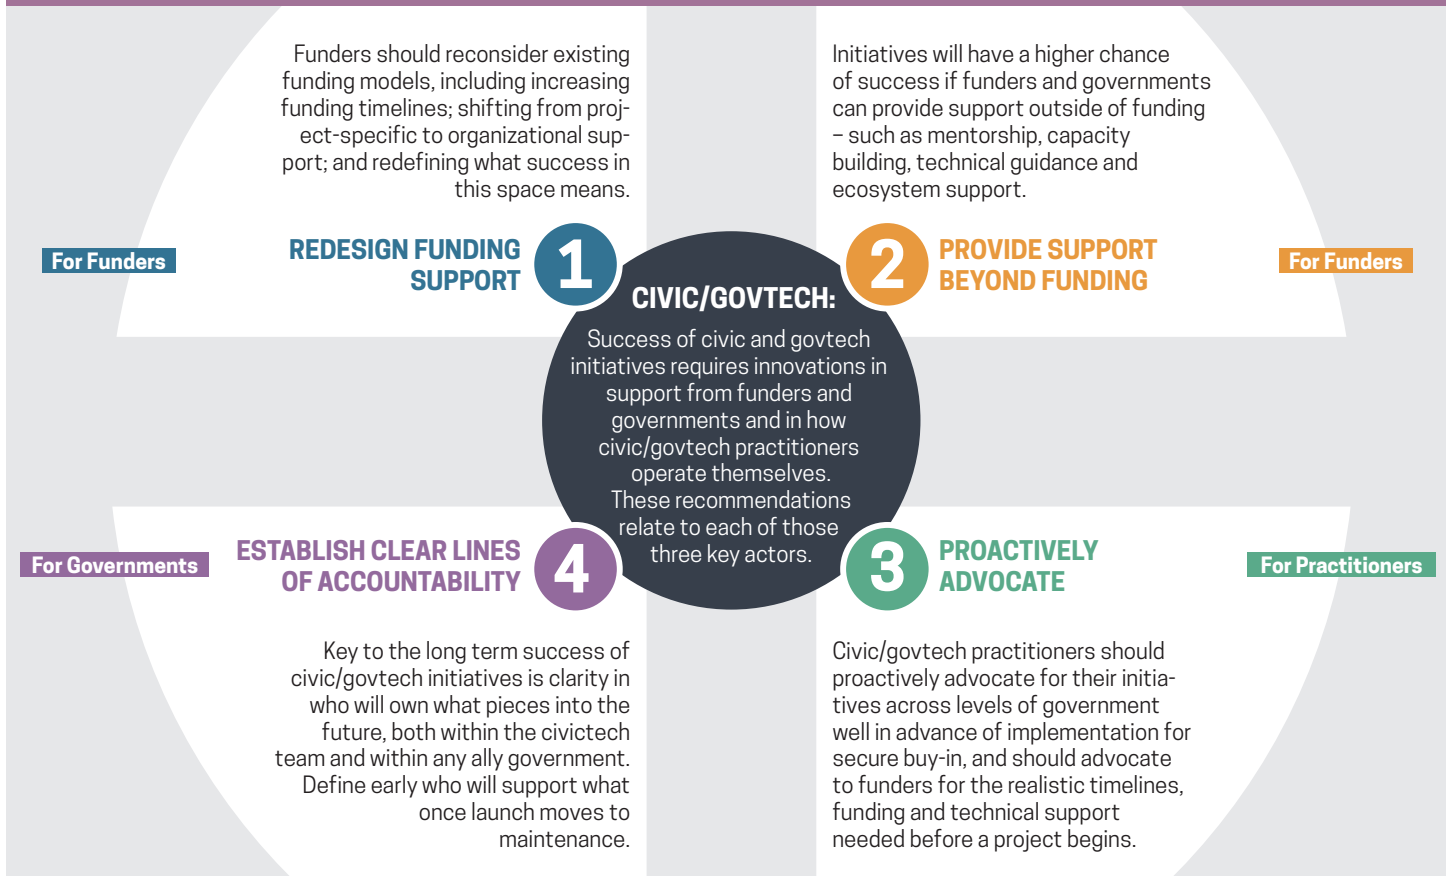 Funders should reconsider existing
funding models, including increasing
funding timelines; shifting from proj-
ect-specific to organizational sup-
port; and redefining what success in
this space means.
For Funders
REDESIGN FUNDING
SUPPORT
1
Initiatives will have a higher chance
of success if funders and governments
can provide support outside of funding
– such as mentorship, capacity
building, technical guidance and
ecosystem support.
2
PROVIDE SUPPORT
BEYOND FUNDING
For Funders
CIVIC/GOVTECH:
Success of civic and govtech
initiatives requires innovations in
support from funders and
governments and in how
civic/govtech practitioners
operate themselves.
These recommendations
relate to each of those
three key actors.
3
PROACTIVELY
ADVOCATE
For Practitioners
Civic/govtech practitioners should
proactively advocate for their initia-
tives across levels of government
well in advance of implementation for
secure buy-in, and should advocate
to funders for the realistic timelines,
funding and technical support
needed before a project begins.
For Governments
ESTABLISH CLEAR LINES
OF ACCOUNTABILITY
4
Key to the long term success of
civic/govtech initiatives is clarity in
who will own what pieces into the
future, both within the civictech
team and within any ally government.
Define early who will support what
once launch moves to
maintenance.